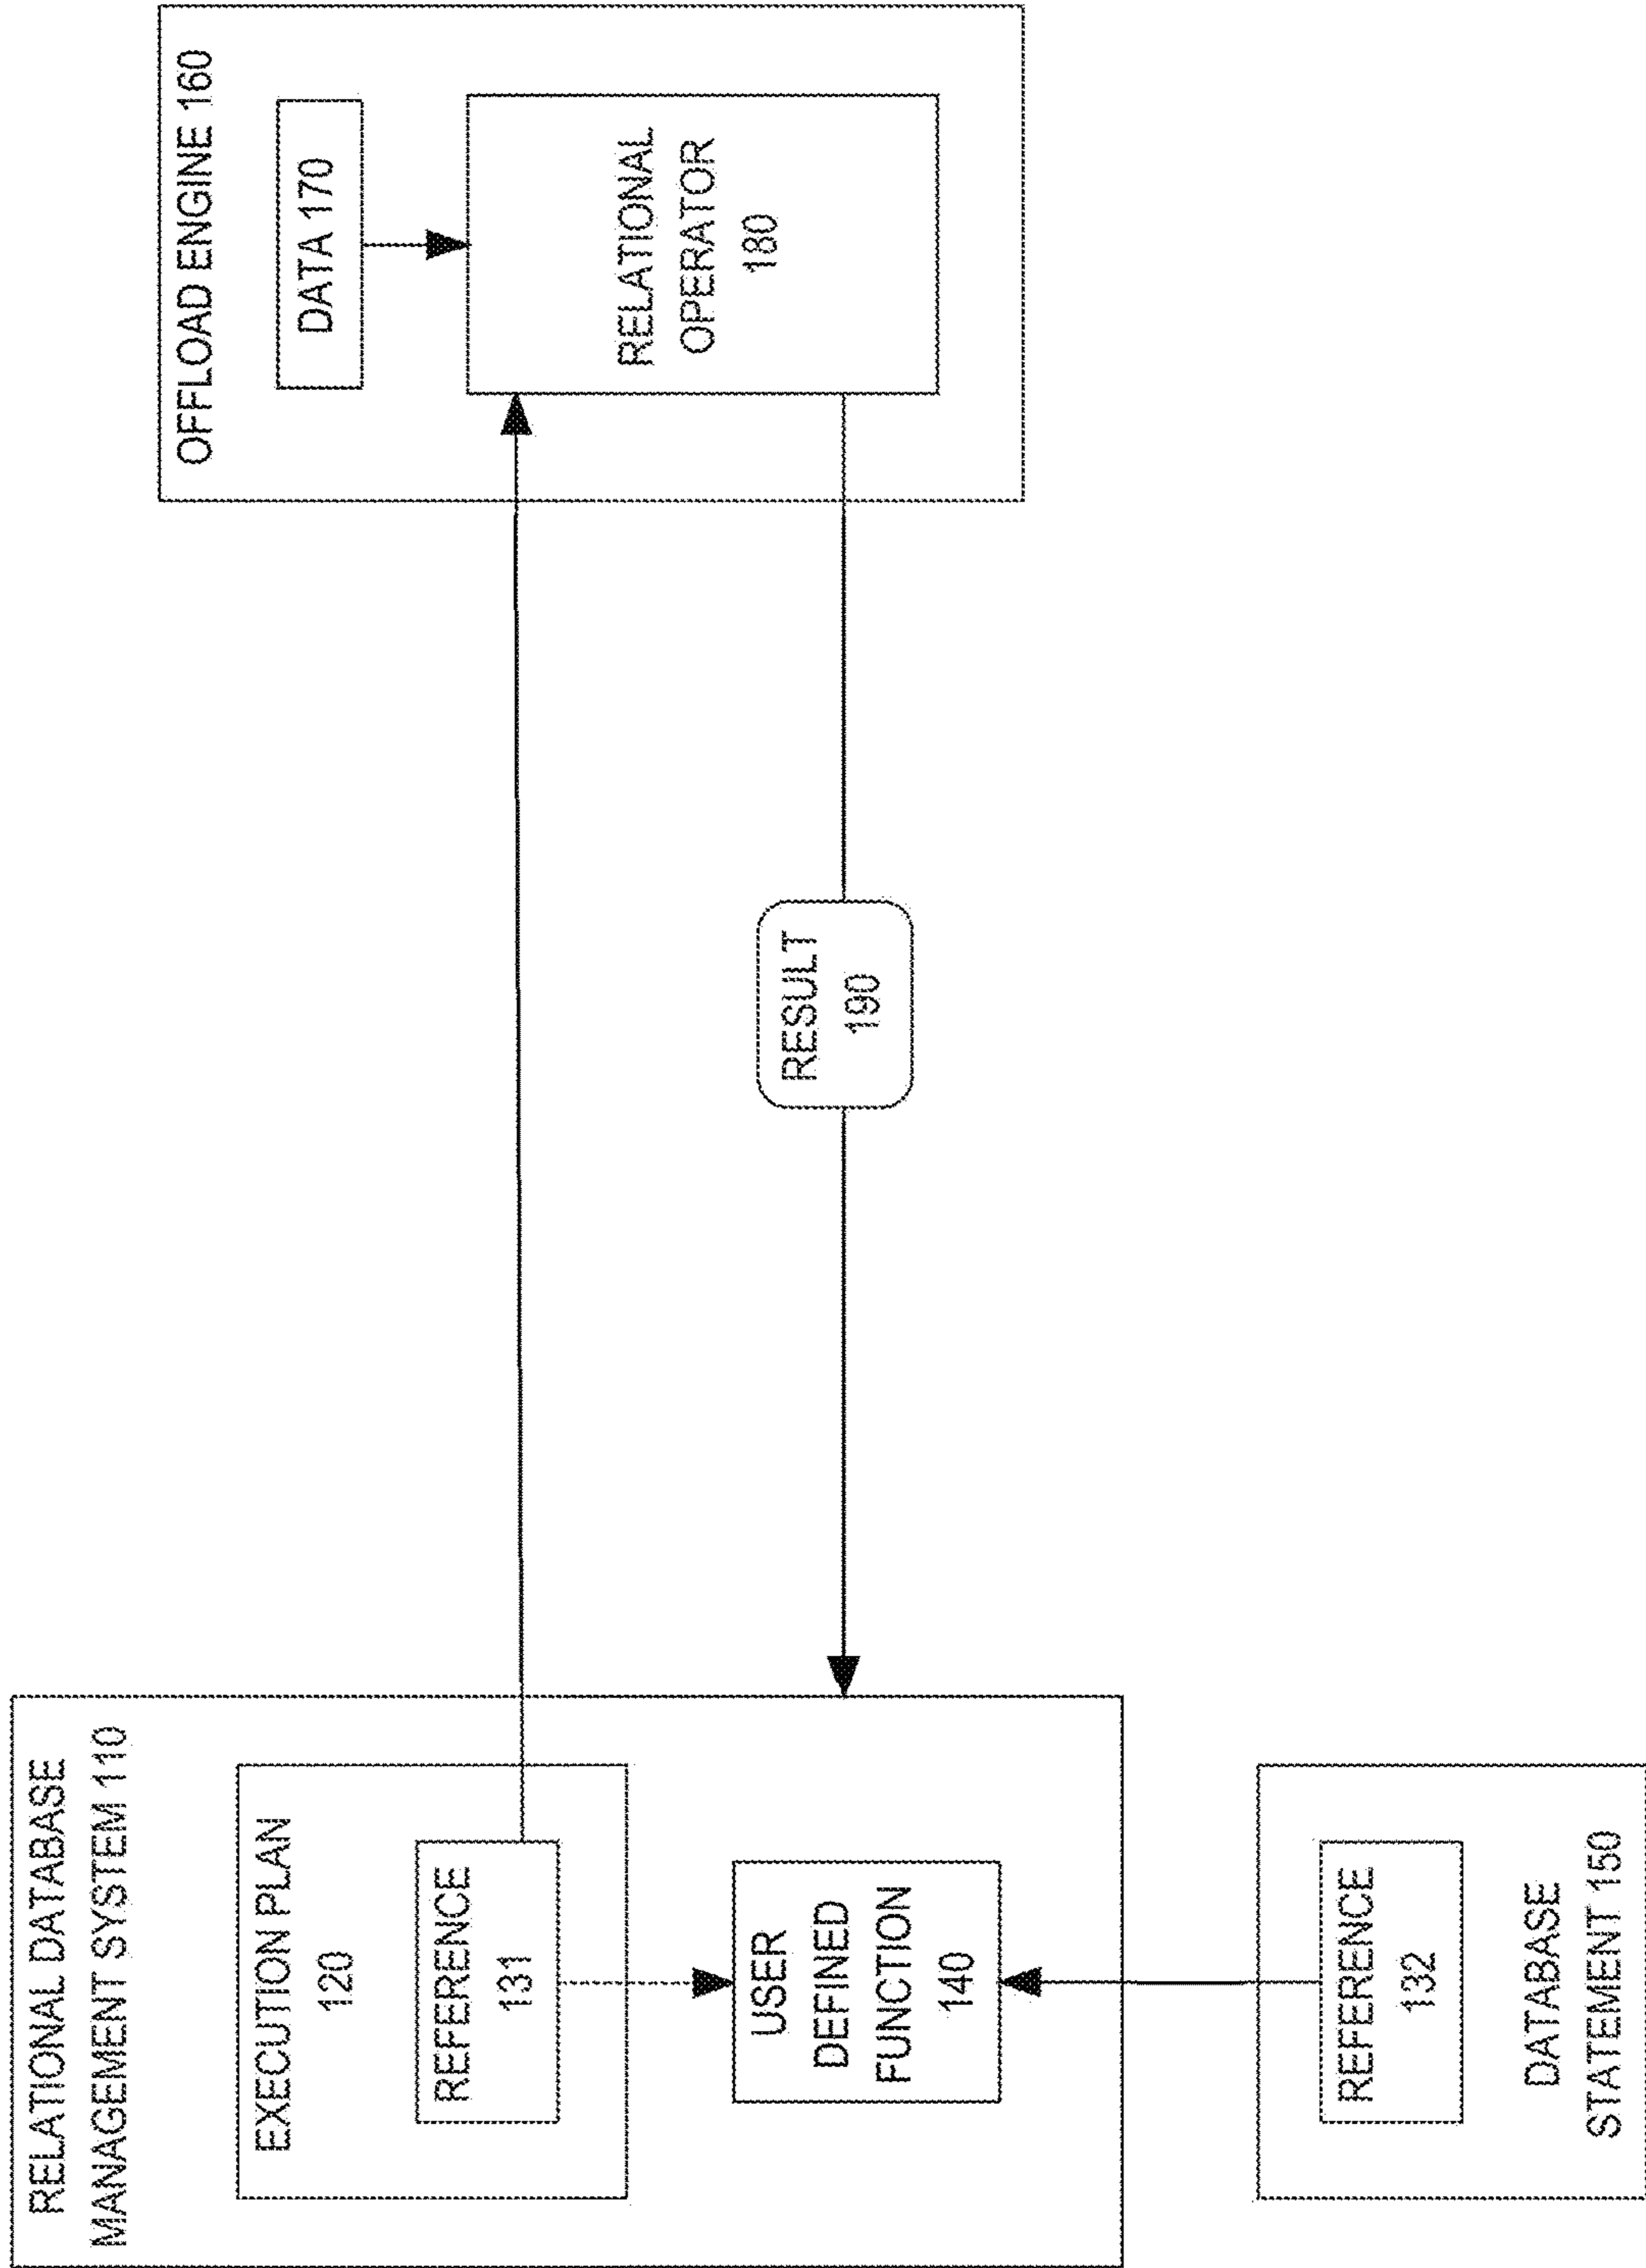 RELATIONAL DATABASE
MANAGEMENT SYSTEM 110
EXECUTION PLAN
120
REFERENCE
131
USER
DEFINED
FUNCTION
140
REFERENCE
132
DATABASE
STATEMENT 150
RESULT
190
OFFLOAD ENGINE 160
DATA 170
RELATIONAL
OPERATOR
180